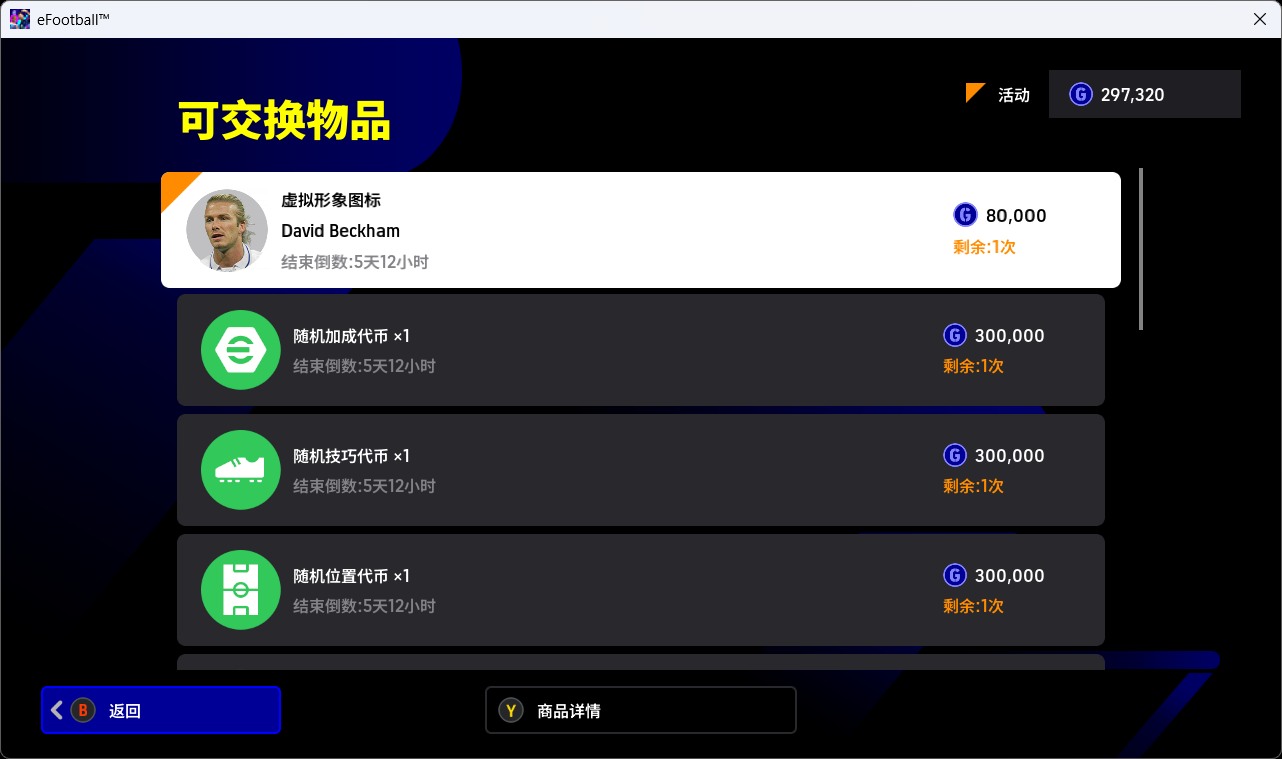 eFootball™
可交换物品
活动
G 297,320
虚拟形象图标
David Beckham
结束倒数:5天12小时
G 80,000
剩余:1次
随机加成代币 ×1
结束倒数:5天12小时
G 300,000
剩余:1次
随机技巧代币 ×1
结束倒数:5天12小时
G 300,000
剩余:1次
随机位置代币 ×1
结束倒数:5天12小时
G 300,000
剩余:1次
B 返回
Y 商品详情